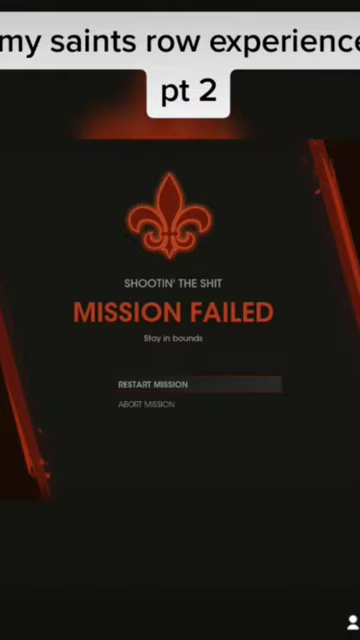 my saints row experience
pt 2
SHOOTIN' THE SHIT
MISSION FAILED
Stay in bounds
RESTART MISSION
ABORT MISSION